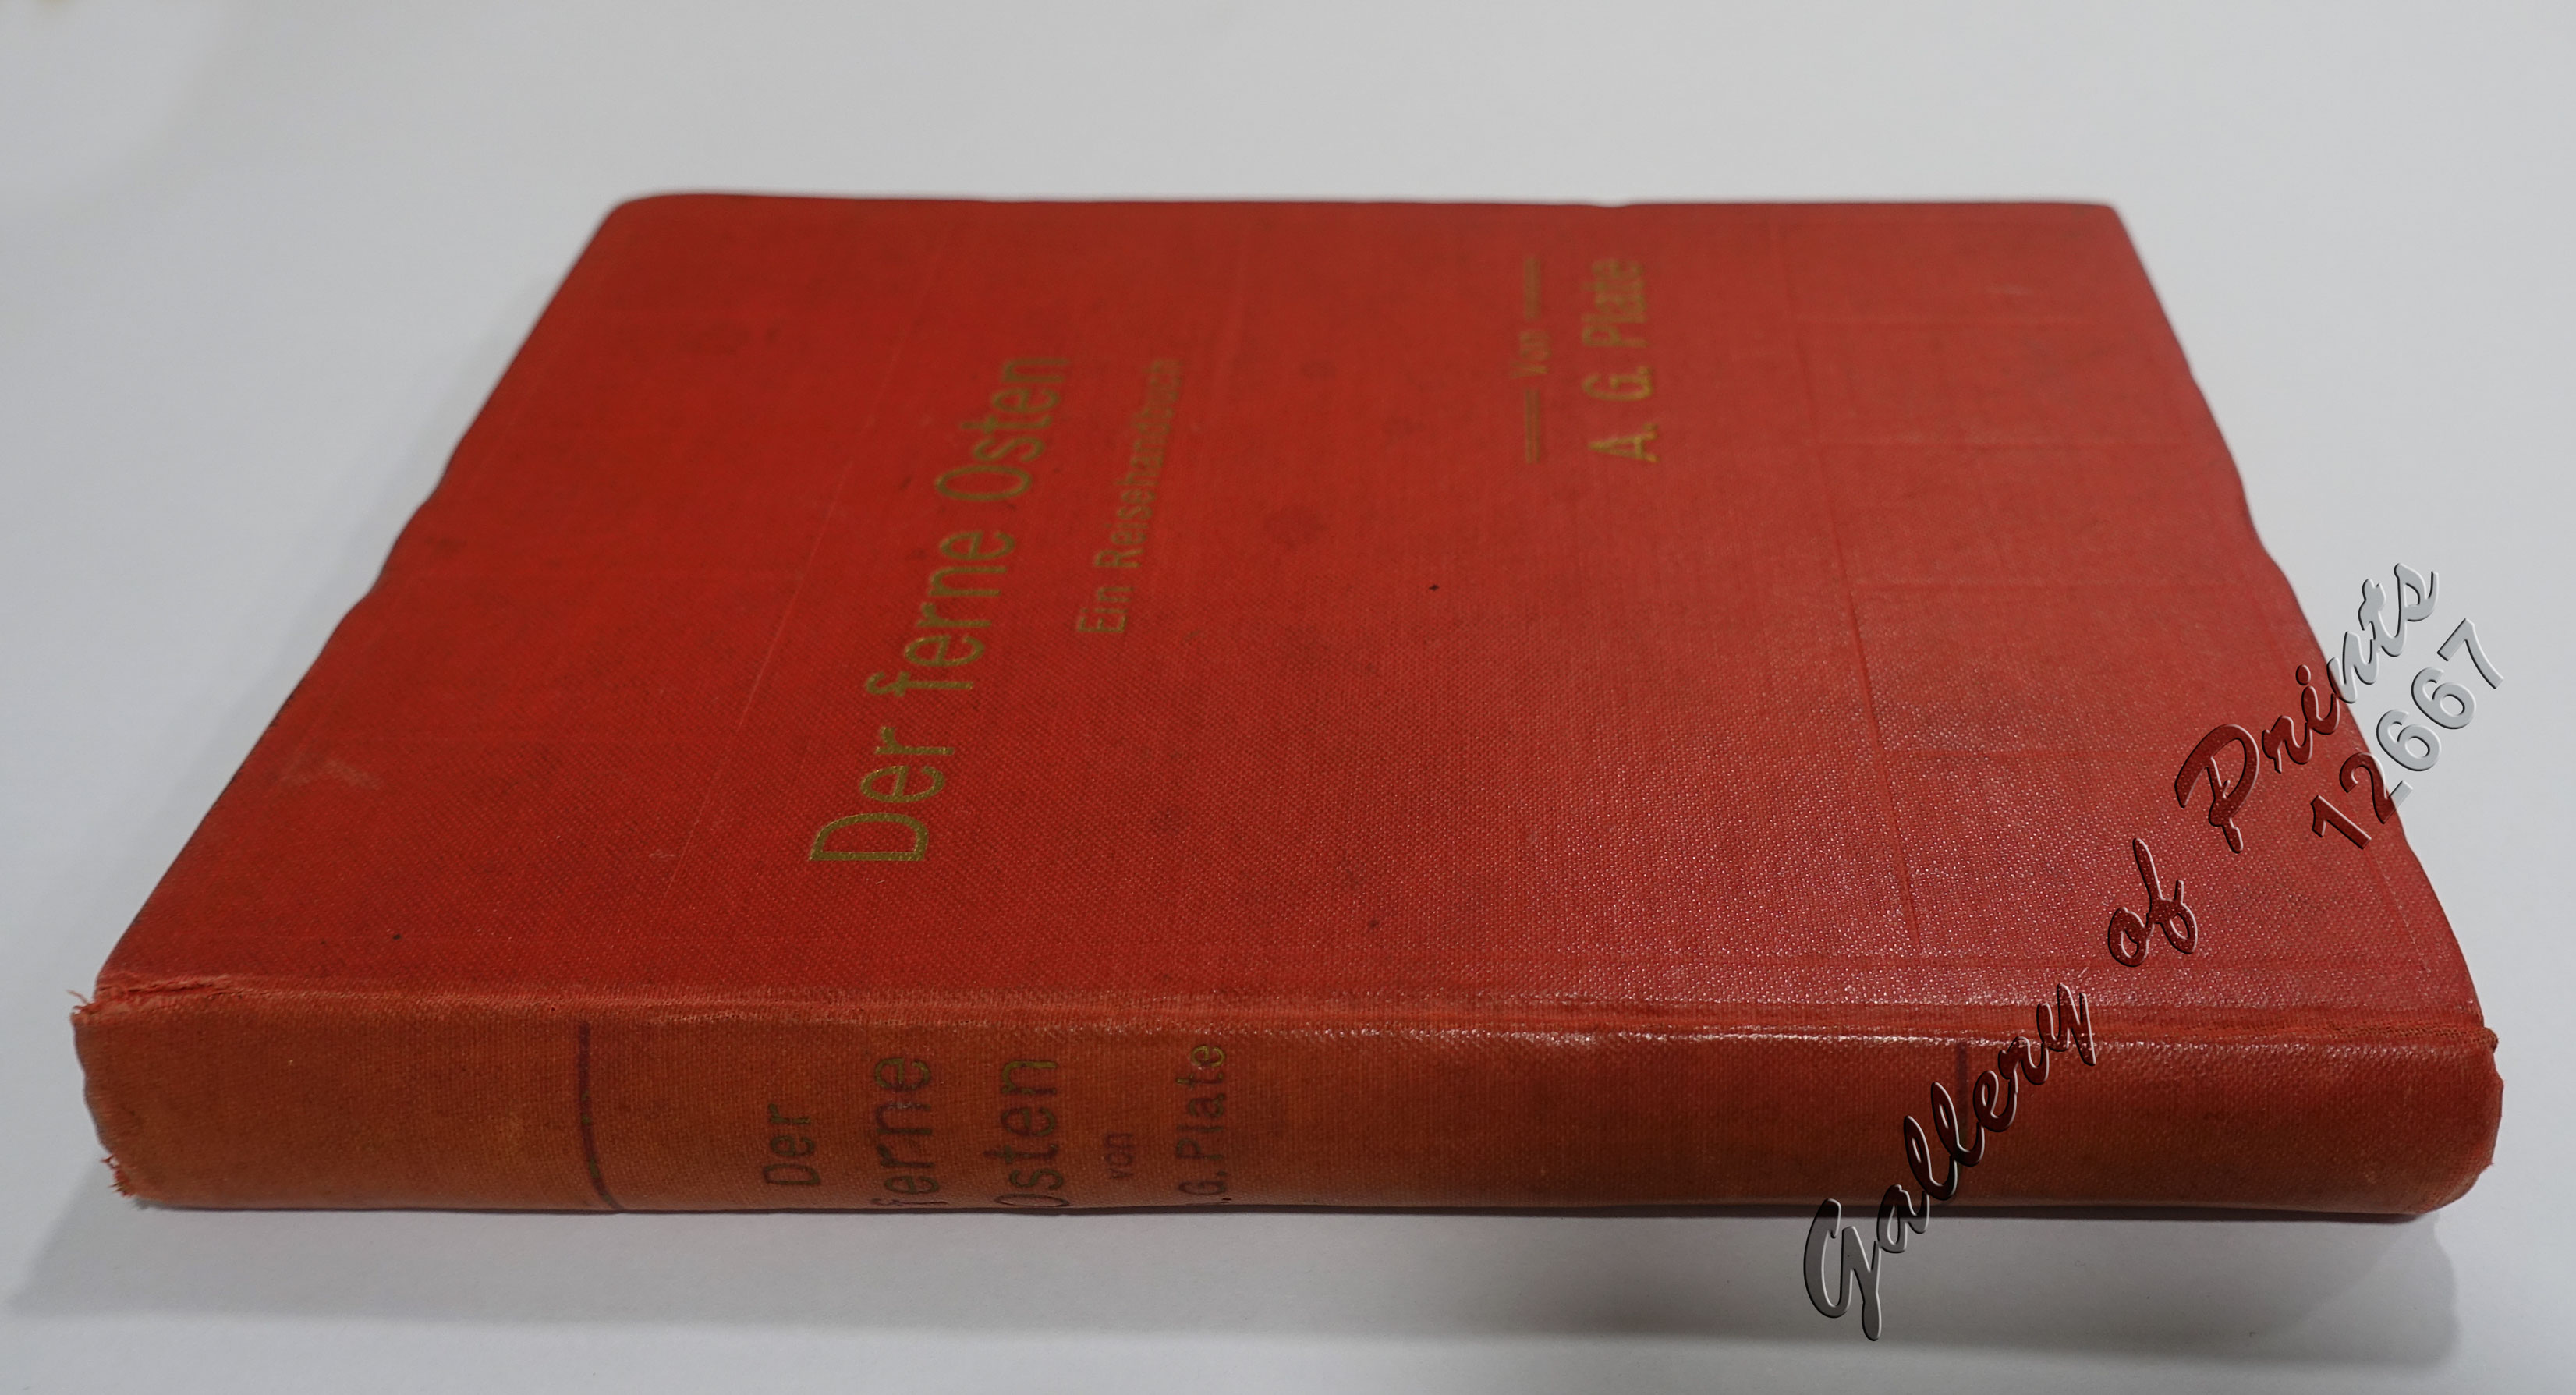 Der ferne Osten
Ein Reisehandbuch
Von
A. G. Plate
Der
ferne
Osten
von
.G.Plate
Gallery of Prints
12667